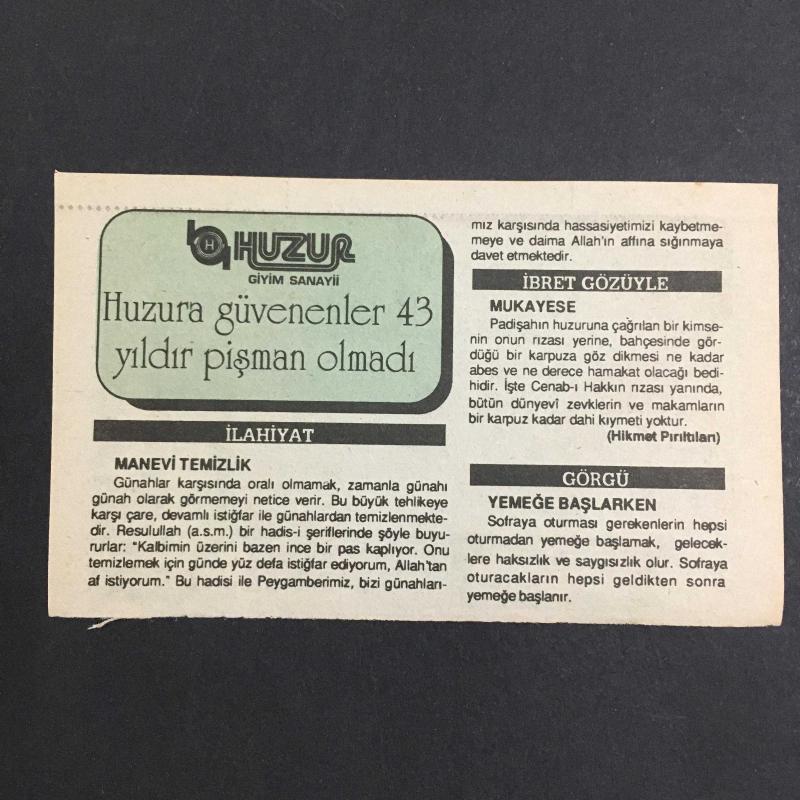 HUZUR
GİYİM SANAYİİ
Huzura güvenenler 43
yıldır pişman olmadı
İLAHİYAT
MANEVİ TEMİZLİK
Günahlar karşısında oralı olmamak, zamanla günahı
günah olarak görmemeyi netice verir. Bu büyük tehlikeye
karşı çare, devamlı istiğfar ile günahlardan temizlenmekte-
dir. Resulullah (a.s.m.) bir hadis-i şeriflerinde şöyle buyu-
rurlar: “Kalbimin üzerini bazen ince bir pas kaplıyor. Onu
temizlemek için günde yüz defa istiğfar ediyorum, Allah'tan
af istiyorum.” Bu hadisi ile Peygamberimiz, bizi günahları-
mız karşısında hassasiyetimizi kaybetme-
meye ve daima Allah'ın affına sığınmaya
davet etmektedir.
İBRET GÖZÜYLE
MUKAYESE
Padişahın huzuruna çağrılan bir kimse-
nin onun rızası yerine, bahçesinde gör-
düğü bir karpuza göz dikmesi ne kadar
abes ve ne derece hamakat olacağı bedi-
hidir. İşte Cenab-ı Hakkın rızası yanında,
bütün dünyevî zevklerin ve makamların
bir karpuz kadar dahi kıymeti yoktur.
(Hikmet Pırıltıları)
GÖRGÜ
YEMEĞE BAŞLARKEN
Sofraya oturması gerekenlerin hepsi
oturmadan yemeğe başlamak, gelecek-
lere haksızlık ve saygısızlık olur. Sofraya
oturacakların hepsi geldikten sonra
yemeğe başlanır.